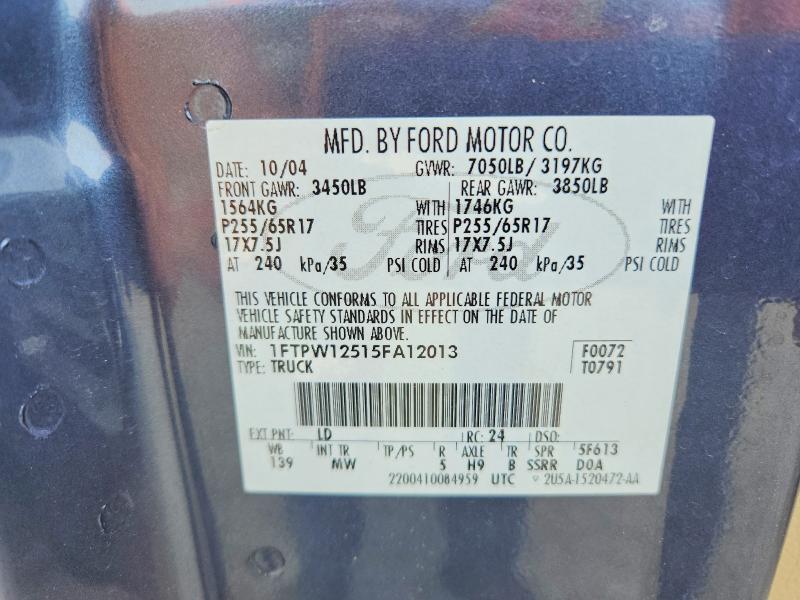 MFD. BY FORD MOTOR CO.
DATE: 10/04 GVWR: 7050LB/ 3197KG
FRONT GAWR: 3450LB REAR GAWR: 3850LB
1564KG WITH 1746KG WITH
P255/65R17 TIRES P255/65R17 TIRES
17X7.5J RIMS 17X7.5J RIMS
AT 240 kPa/35 PSI COLD AT 240 kPa/35 PSI COLD
Ford
THIS VEHICLE CONFORMS TO ALL APPLICABLE FEDERAL MOTOR
VEHICLE SAFETY STANDARDS IN EFFECT ON THE DATE OF
MANUFACTURE SHOWN ABOVE.
VIN: 1FTPW12515FA12013 F0072
TYPE: TRUCK T0791
EXT PNT: LD RC: 24 DSO:
WB INT TR TP/PS R AXLE TR SPR 5F613
139 MW 5 H9 B SSRR DOA
2200410084959 UTC 2U5A-1520472-AA